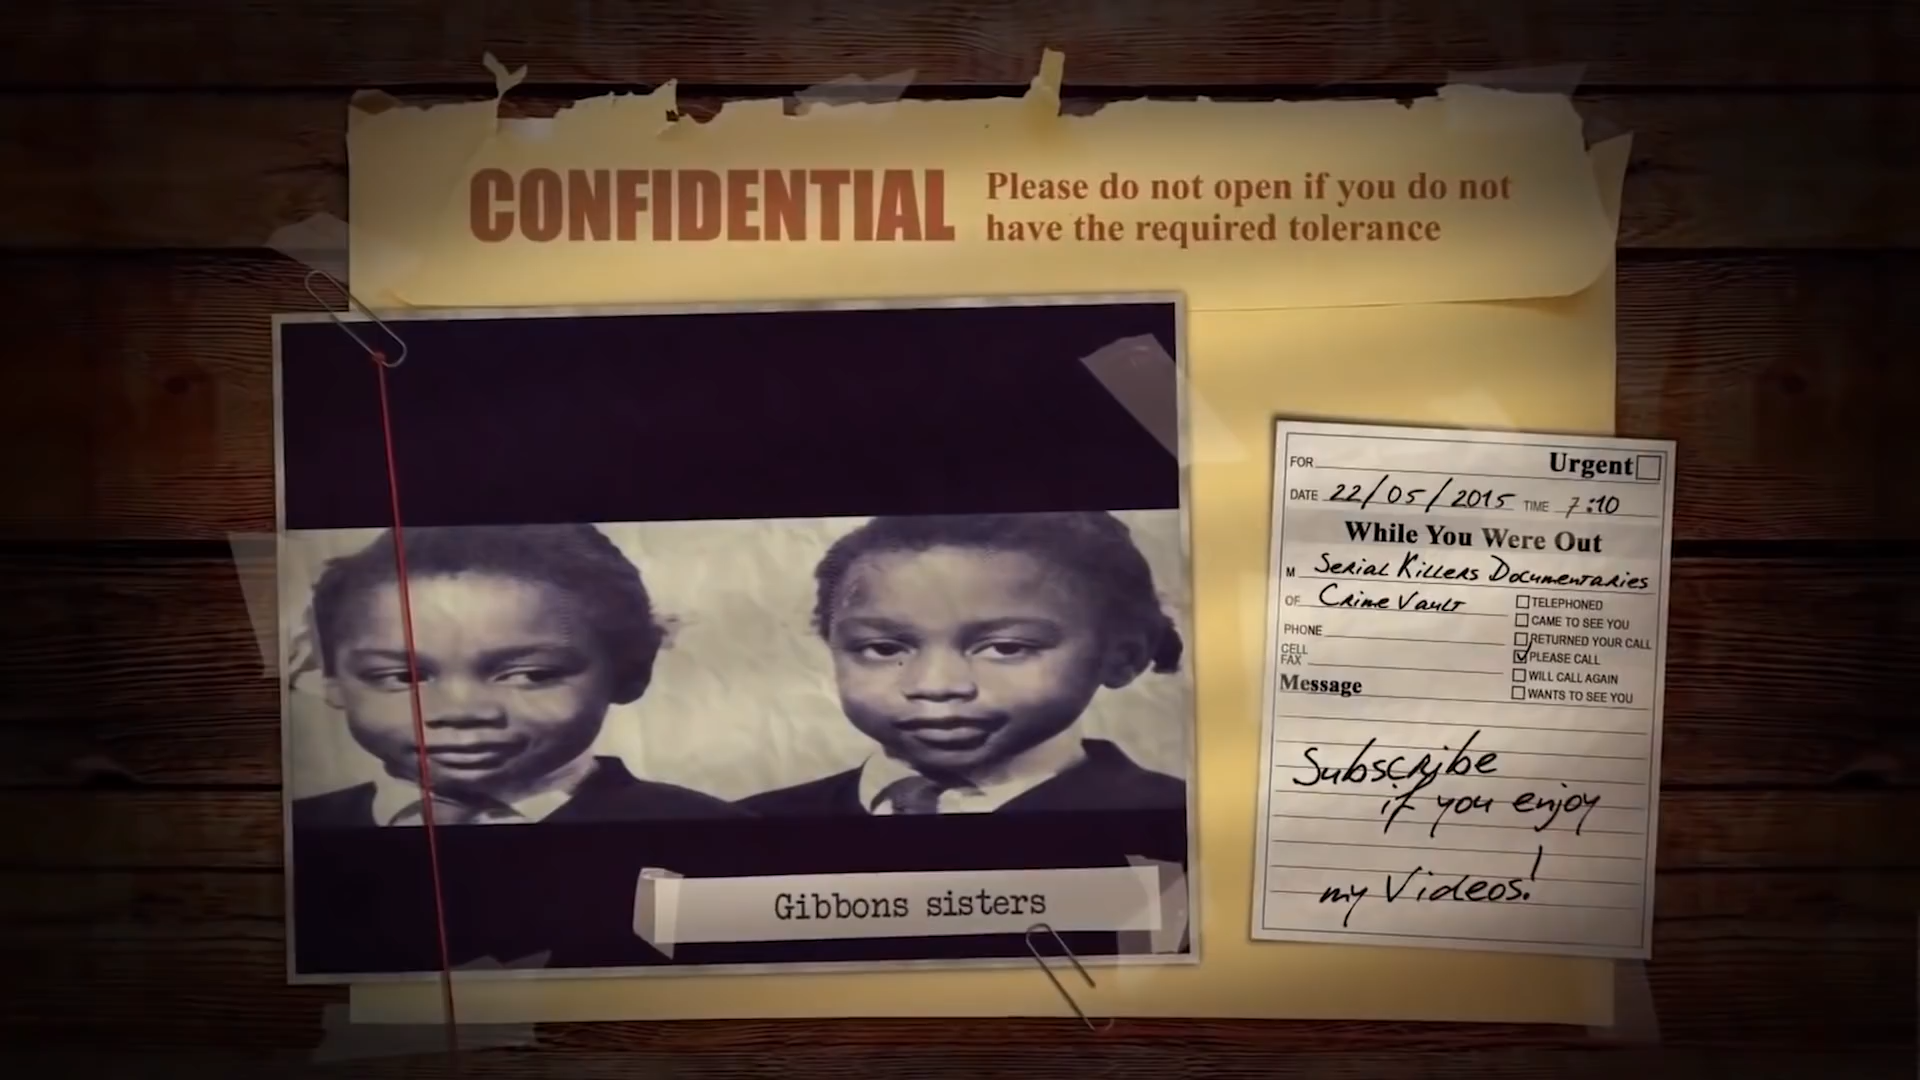 CONFIDENTIAL
Please do not open if you do not
have the required tolerance
Gibbons sisters
Urgent
FOR
DATE 22/05/2015 TIME 7:10
While You Were Out
M Serial Killers Documentaries
OF Crime Vault
TELEPHONED
CAME TO SEE YOU
PHONE
RETURNED YOUR CALL
CELL
FAX
PLEASE CALL
WILL CALL AGAIN
WANTS TO SEE YOU
Message
Subscribe
if you enjoy
my Videos!